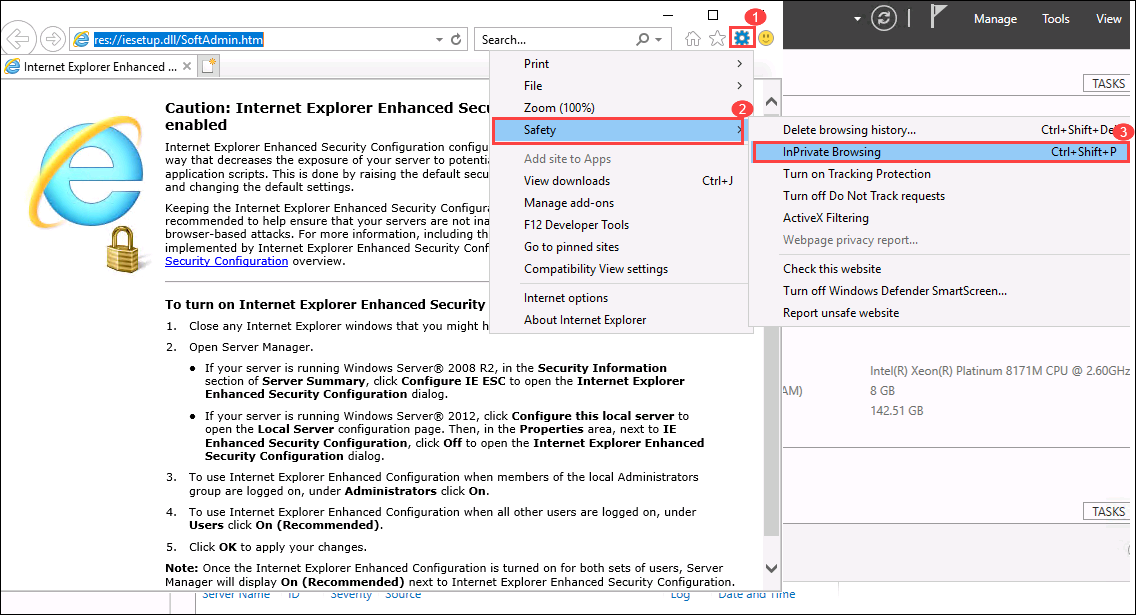 1
Manage Tools View
res://iesetup.dll/SoftAdmin.htm
Search...
Internet Explorer Enhanced ...
TASKS
Print
File
Zoom (100%)
2
Safety
Add site to Apps
View downloads Ctrl+J
Manage add-ons
F12 Developer Tools
Go to pinned sites
Compatibility View settings
Internet options
About Internet Explorer
Delete browsing history... Ctrl+Shift+De
3
InPrivate Browsing Ctrl+Shift+P
Turn on Tracking Protection
Turn off Do Not Track requests
ActiveX Filtering
Webpage privacy report...
Check this website
Turn off Windows Defender SmartScreen...
Report unsafe website
Caution: Internet Explorer Enhanced Secu
enabled
Internet Explorer Enhanced Security Configuration configu
way that decreases the exposure of your server to potentia
application scripts. This is done by raising the default secu
and changing the default settings.
Keeping the Internet Explorer Enhanced Security Configura
recommended to help ensure that your servers are not ina
browser-based attacks. For more information, including th
implemented by Internet Explorer Enhanced Security Conf
Security Configuration overview.
To turn on Internet Explorer Enhanced Security
1. Close any Internet Explorer windows that you might h
2. Open Server Manager.
• If your server is running Windows Server® 2008 R2, in the Security Information
section of Server Summary, click Configure IE ESC to open the Internet Explorer
Enhanced Security Configuration dialog.
• If your server is running Windows Server® 2012, click Configure this local server to
open the Local Server configuration page. Then, in the Properties area, next to IE
Enhanced Security Configuration, click Off to open the Internet Explorer Enhanced
Security Configuration dialog.
3. To use Internet Explorer Enhanced Configuration when members of the local Administrators
group are logged on, under Administrators click On.
4. To use Internet Explorer Enhanced Configuration when all other users are logged on, under
Users click On (Recommended).
5. Click OK to apply your changes.
Note: Once the Internet Explorer Enhanced Configuration is turned on for both sets of users, Server
Manager will display On (Recommended) next to Internet Explorer Enhanced Security Configuration.
Intel(R) Xeon(R) Platinum 8171M CPU @ 2.60GHz
AM) 8 GB
142.51 GB
TASKS
Server Name ID Severity Source Log Date and Time